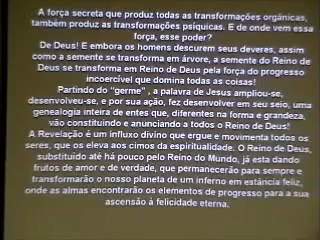 A força secreta que produz todas as transformações orgânicas,
também produz as transformações psíquicas. E de onde vem essa
força, esse poder?
De Deus! E embora os homens descurem seus deveres, assim
como a semente se transforma em árvore, a semente do Reino de
Deus se transforma em Reino de Deus pela força do progresso
incoercível que domina todas as coisas!
Partindo do "germe" , a palavra de Jesus ampliou-se,
desenvolveu-se, e por sua ação, fez desenvolver em seu seio, uma
genealogia inteira de entes que, diferentes na forma e grandeza,
vão constituindo e anunciando a todos o Reino de Deus!
A Revelação é um influxo divino que ergue e movimenta todos os
seres, que os eleva aos cimos da espiritualidade. O Reino de Deus,
substituído até há pouco pelo Reino do Mundo, já esta dando
frutos de amor e de verdade, que permanecerão para sempre e
transformarão o nosso planeta de um inferno em estância feliz,
onde as almas encontrarão os elementos de progresso para a sua
ascensão à felicidade eterna.